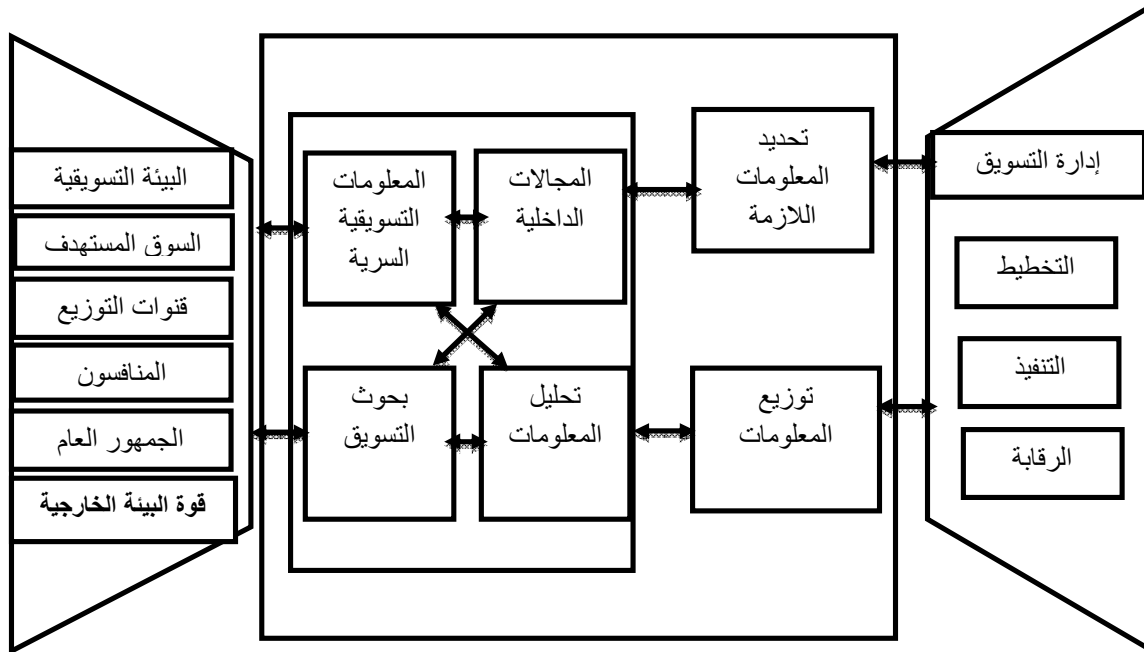 إدارة التسويق
التخطيط
التنفيذ
الرقابة
تحديد
المعلومات
اللازمة
توزيع
المعلومات
المجالات
الداخلية
المعلومات
التسويقية
السرية
تحليل
المعلومات
بحوث
التسويق
البيئة التسويقية
السوق المستهدف
قنوات التوزيع
المنافسون
الجمهور العام
قوة البيئة الخارجية